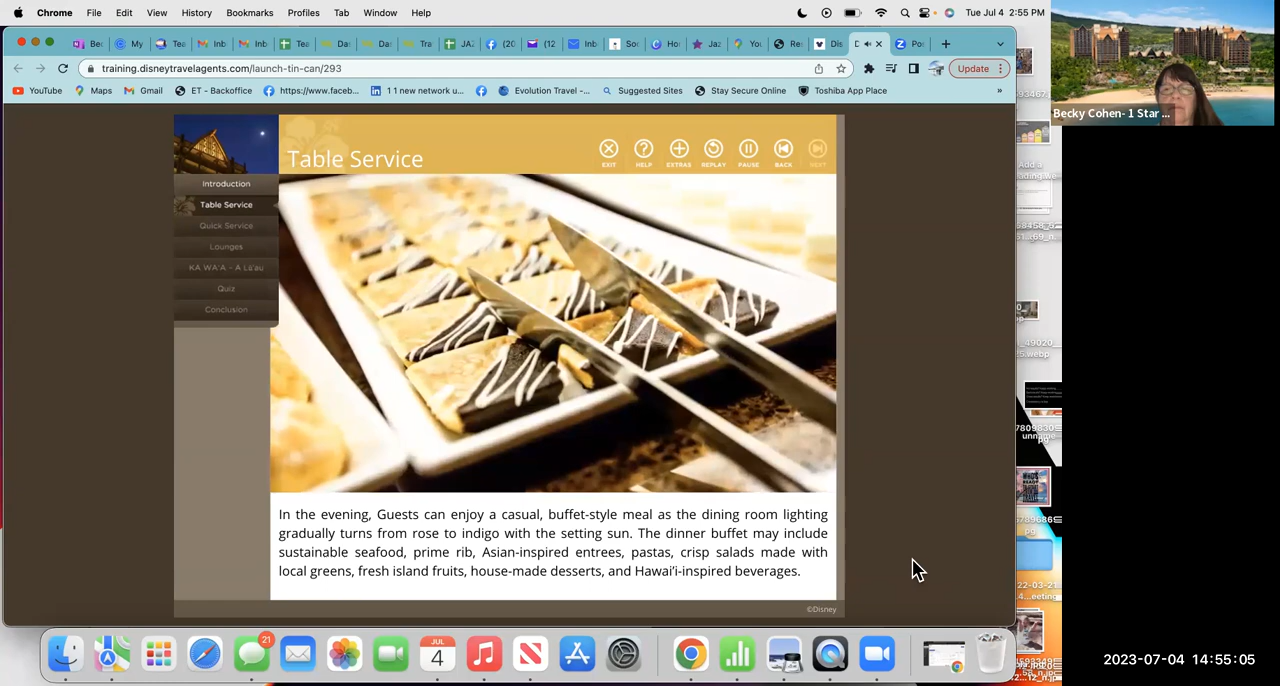 Chrome File Edit View History Bookmarks Profiles Tab Window Help
Tue Jul 4 2:55 PM
training.disneytravelagents.com/launch-tin-can/293
Update
YouTube Maps Gmail ET - Backoffice https://www.faceb... 1 1 new network u... Evolution Travel -... Suggested Sites Stay Secure Online Toshiba App Place »
Becky Cohen- 1 Star ...
Table Service
EXIT HELP EXTRAS REPLAY PAUSE BACK NEXT
Introduction
Table Service
Quick Service
Lounges
Quiz
Conclusion
In the evening, Guests can enjoy a casual, buffet-style meal as the dining room lighting
gradually turns from rose to indigo with the setting sun. The dinner buffet may include
sustainable seafood, prime rib, Asian-inspired entrees, pastas, crisp salads made with
local greens, fresh island fruits, house-made desserts, and Hawai'i-inspired beverages.
©Disney
21
JUL
4
2023-07-04 14:55:05